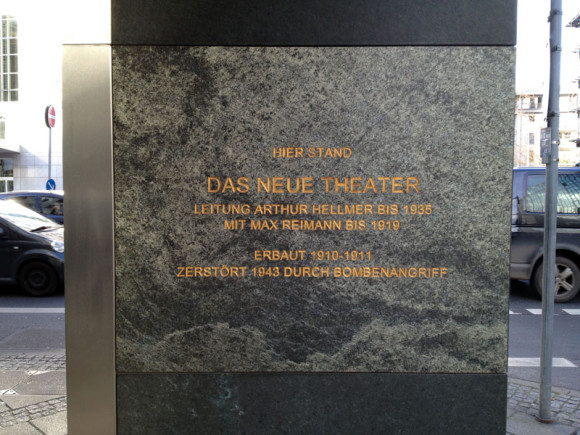 HIER STAND
DAS NEUE THEATER
LEITUNG ARTHUR HELLMER BIS 1935
MIT MAX REIMANN BIS 1919
ERBAUT 1910-1911
ZERSTÖRT 1943 DURCH BOMBENANGRIFF